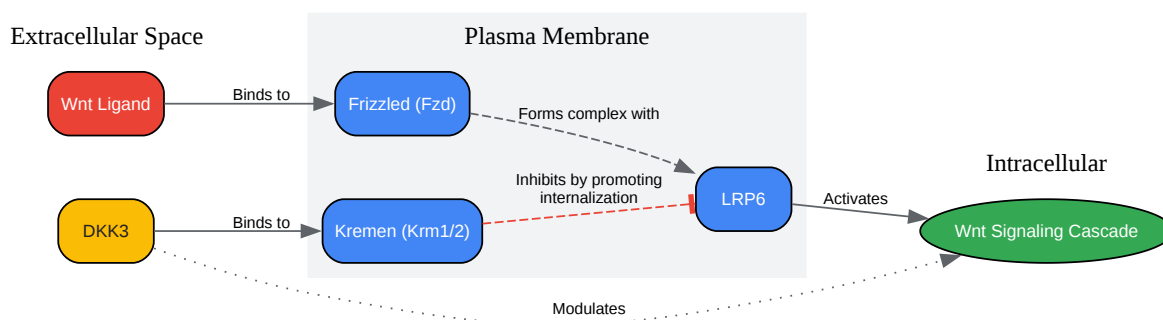 Extracellular Space
Plasma Membrane
Wnt Ligand
Binds to
Frizzled (Fzd)
Forms complex with
Intracellular
Inhibits by promoting
internalization
LRP6
Activates
DKK3
Binds to
Kremen (Krm1/2)
Wnt Signaling Cascade
Modulates